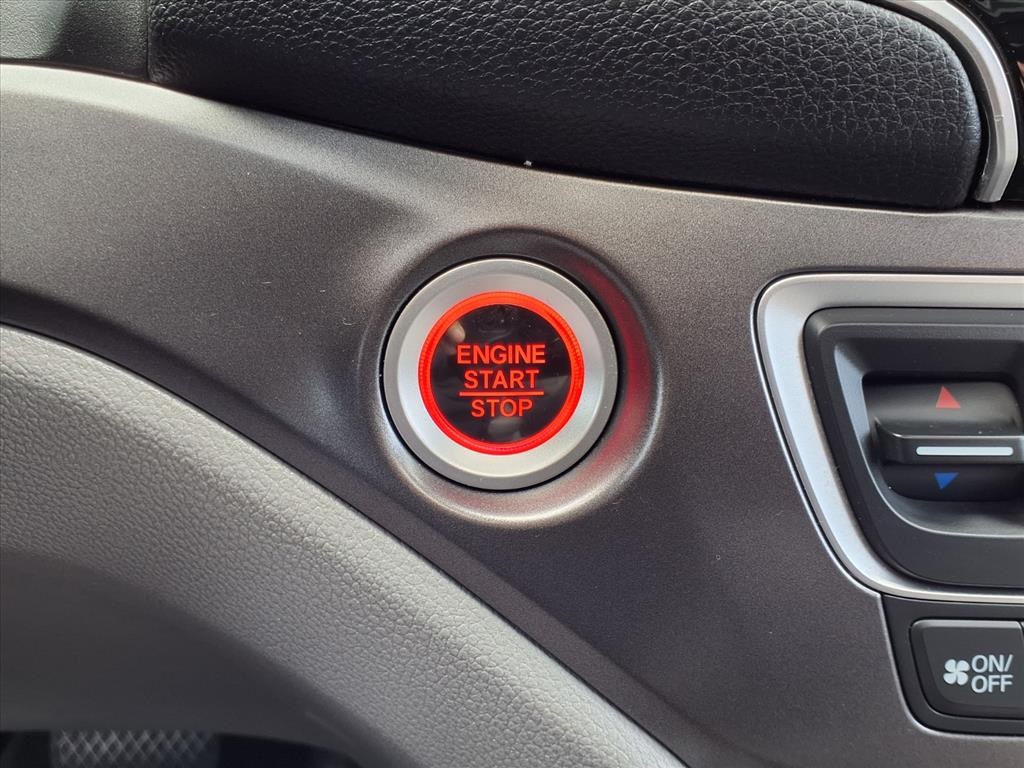 ENGINE
START
STOP
ON/
OFF